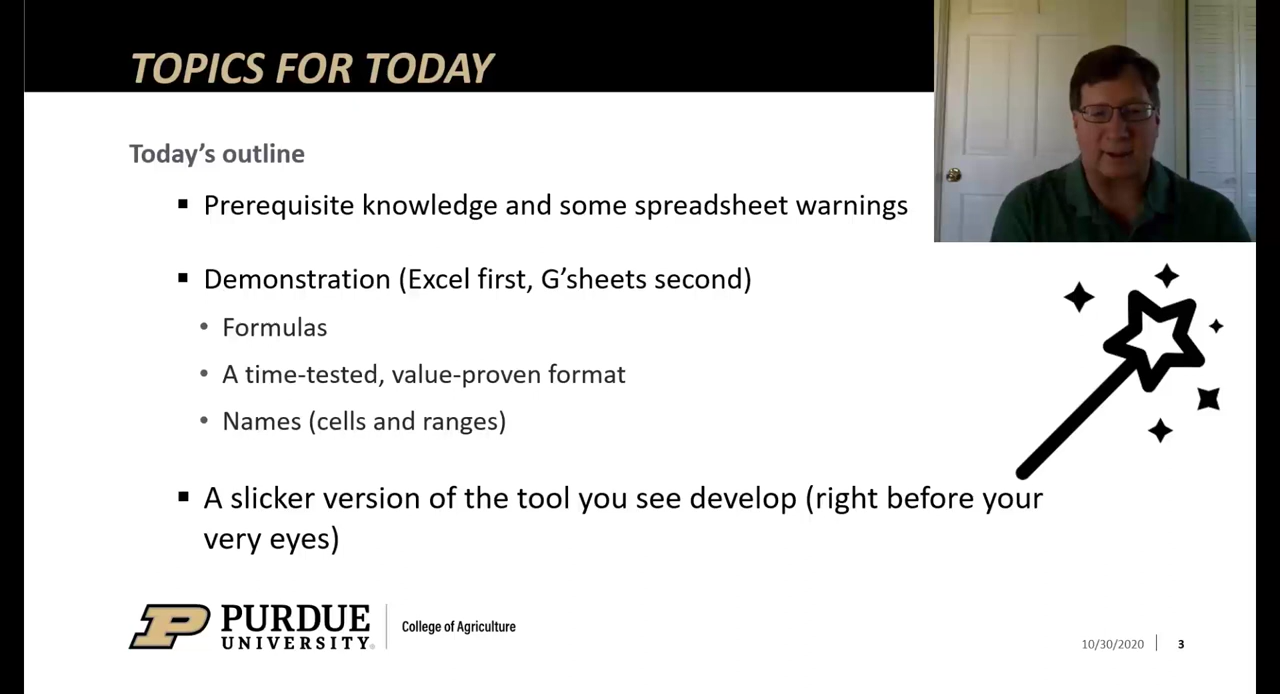 TOPICS FOR TODAY
Today’s outline
▪ Prerequisite knowledge and some spreadsheet warnings
▪ Demonstration (Excel first, G’sheets second)
• Formulas
• A time-tested, value-proven format
• Names (cells and ranges)
▪ A slicker version of the tool you see develop (right before your
very eyes)
PURDUE
UNIVERSITY®
College of Agriculture
10/30/2020
3